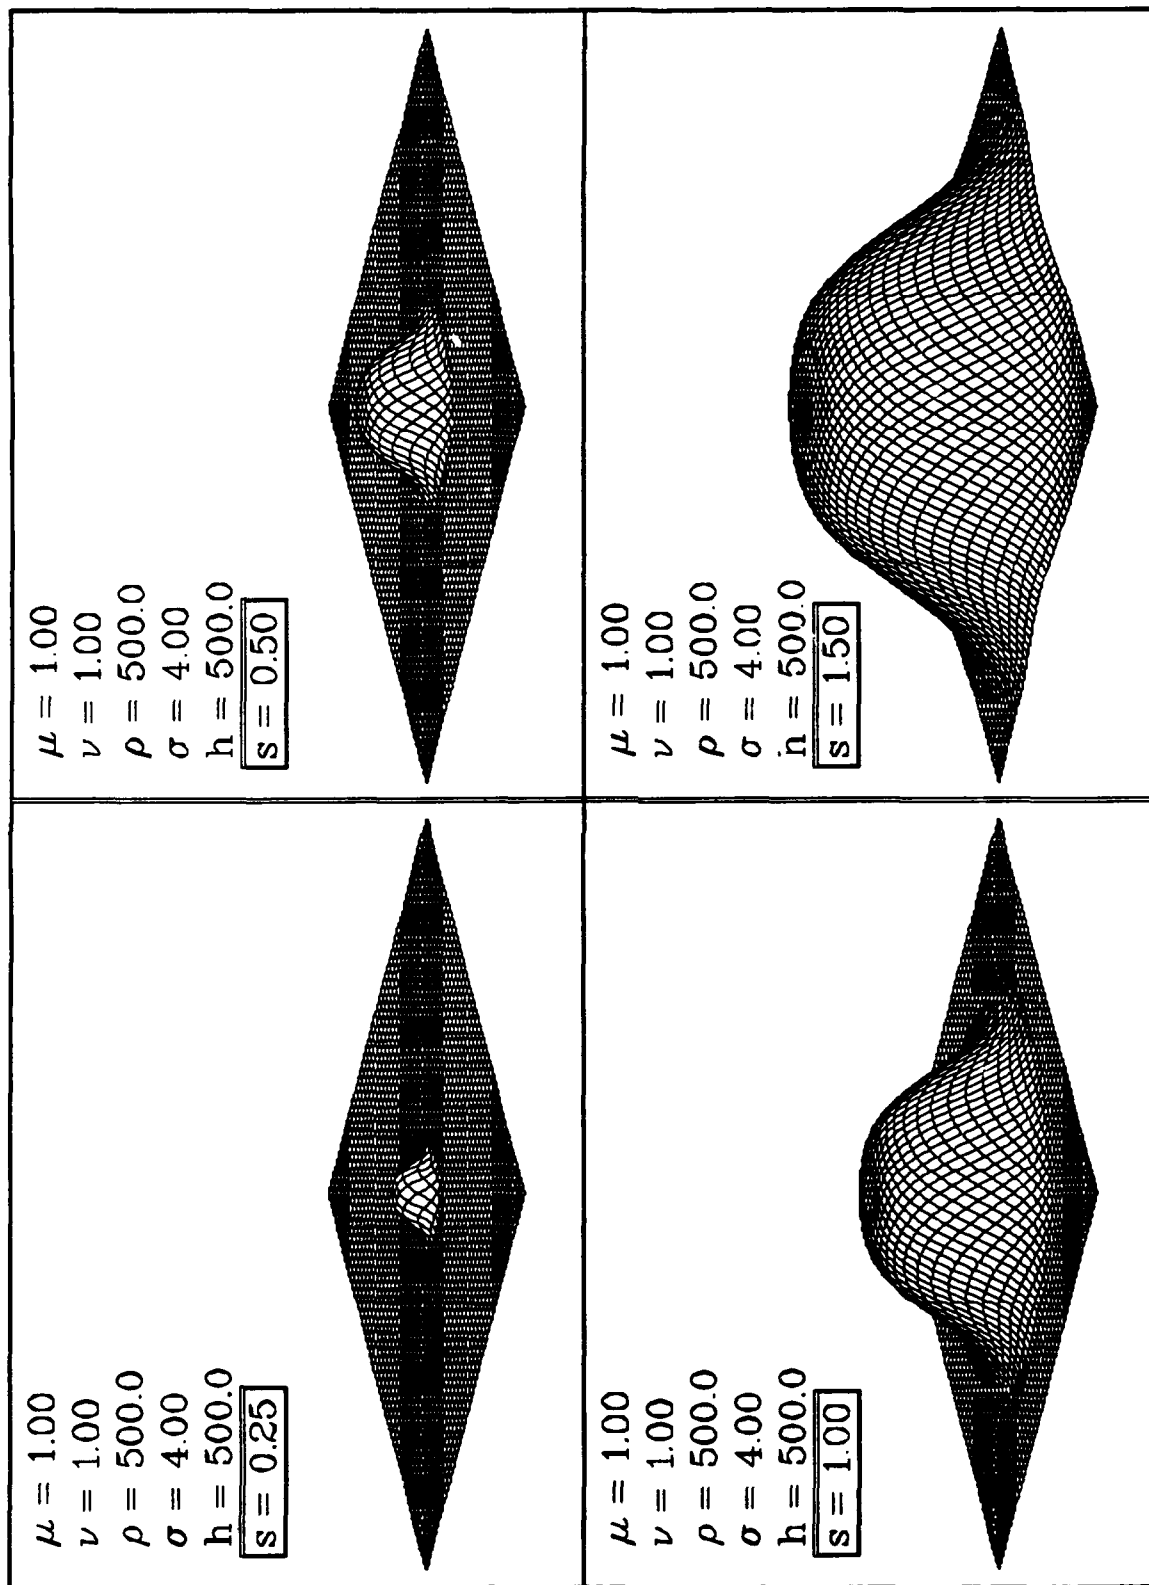 μ = 1.00
ν = 1.00
ρ = 500.0
σ = 4.00
h = 500.0
s = 0.25
μ = 1.00
ν = 1.00
ρ = 500.0
σ = 4.00
h = 500.0
s = 0.50
μ = 1.00
ν = 1.00
ρ = 500.0
σ = 4.00
h = 500.0
s = 1.00
μ = 1.00
ν = 1.00
ρ = 500.0
σ = 4.00
h = 500.0
s = 1.50